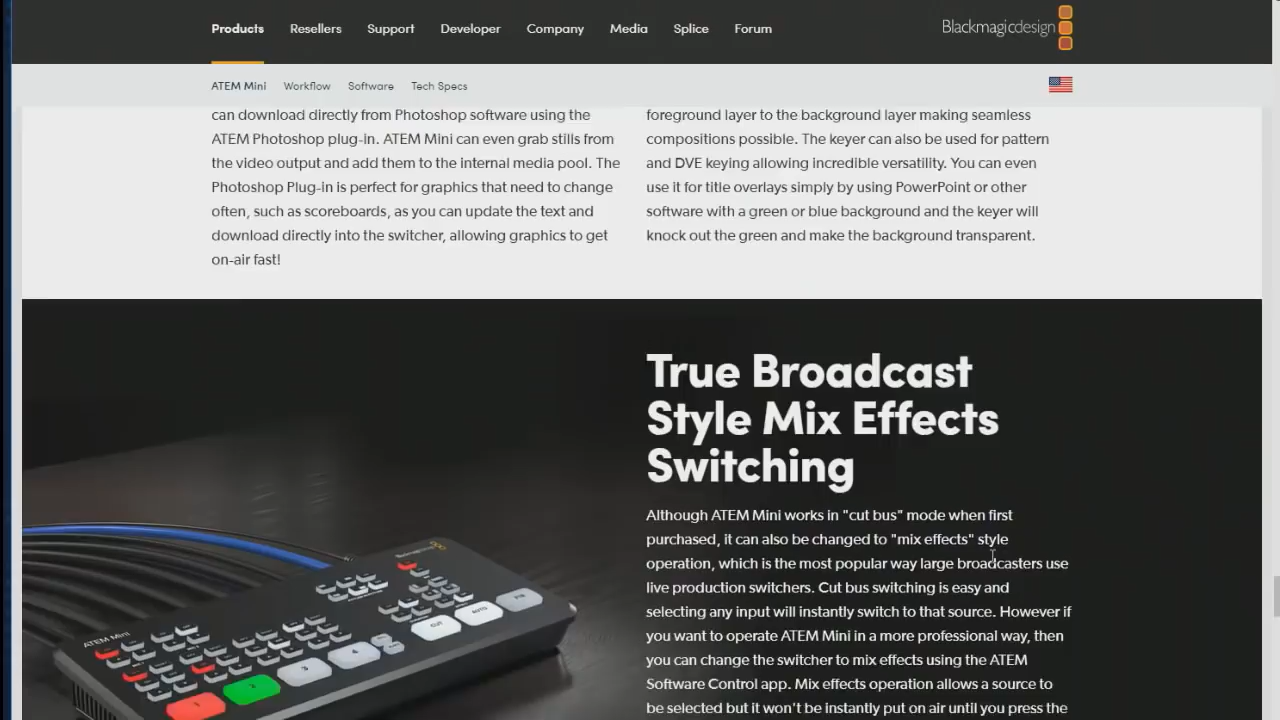 Products Resellers Support Developer Company Media Splice Forum
Blackmagicdesign
ATEM Mini Workflow Software Tech Specs
can download directly from Photoshop software using the
ATEM Photoshop plug-in. ATEM Mini can even grab stills from
the video output and add them to the internal media pool. The
Photoshop Plug-in is perfect for graphics that need to change
often, such as scoreboards, as you can update the text and
download directly into the switcher, allowing graphics to get
on-air fast!
foreground layer to the background layer making seamless
compositions possible. The keyer can also be used for pattern
and DVE keying allowing incredible versatility. You can even
use it for title overlays simply by using PowerPoint or other
software with a green or blue background and the keyer will
knock out the green and make the background transparent.
True Broadcast
Style Mix Effects
Switching
Although ATEM Mini works in "cut bus" mode when first
purchased, it can also be changed to "mix effects" style
operation, which is the most popular way large broadcasters use
live production switchers. Cut bus switching is easy and
selecting any input will instantly switch to that source. However if
you want to operate ATEM Mini in a more professional way, then
you can change the switcher to mix effects using the ATEM
Software Control app. Mix effects operation allows a source to
be selected but it won't be instantly put on air until you press the
Blackmagic
ATEM Mini
CUT
AUTO
1
2
3
4